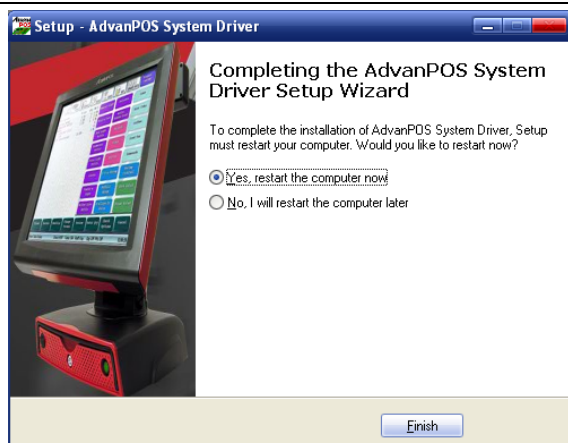 Setup - AdvanPOS System Driver
Completing the AdvanPOS System
Driver Setup Wizard
To complete the installation of AdvanPOS System Driver, Setup
must restart your computer. Would you like to restart now?
Yes, restart the computer now
No, I will restart the computer later
Finish